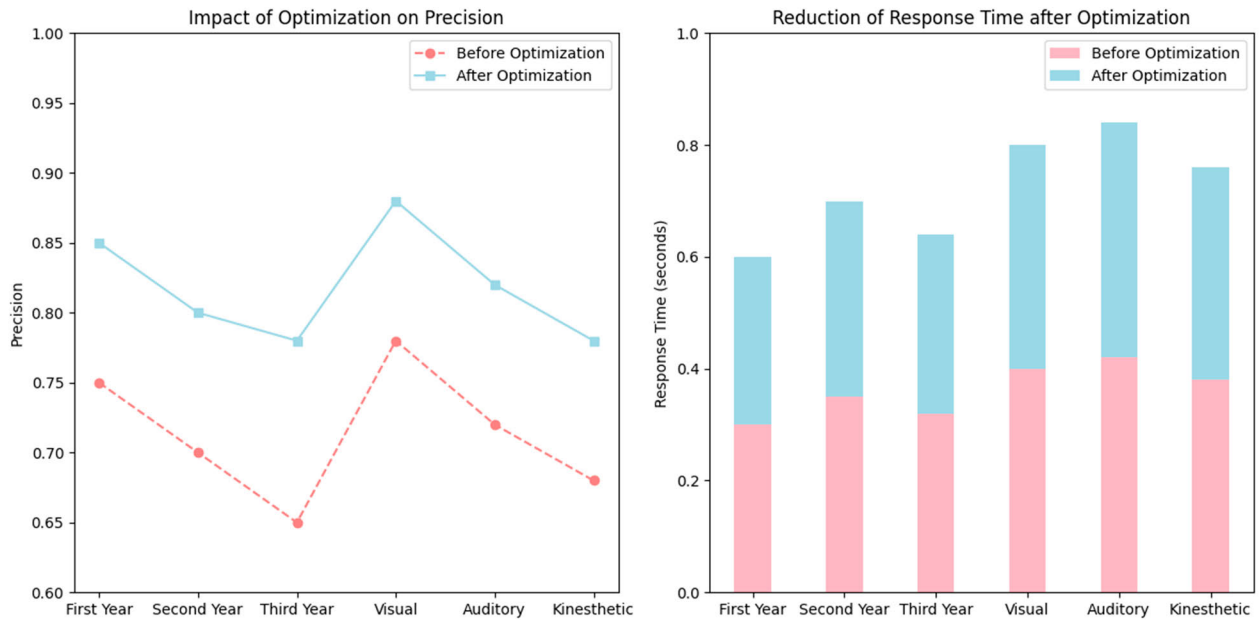 Impact of Optimization on Precision
Before Optimization
After Optimization
Precision
1.00
0.95
0.90
0.85
0.80
0.75
0.70
0.65
0.60
First Year Second Year Third Year Visual Auditory Kinesthetic
Reduction of Response Time after Optimization
Before Optimization
After Optimization
Response Time (seconds)
1.0
0.8
0.6
0.4
0.2
0.0
First Year Second Year Third Year Visual Auditory Kinesthetic